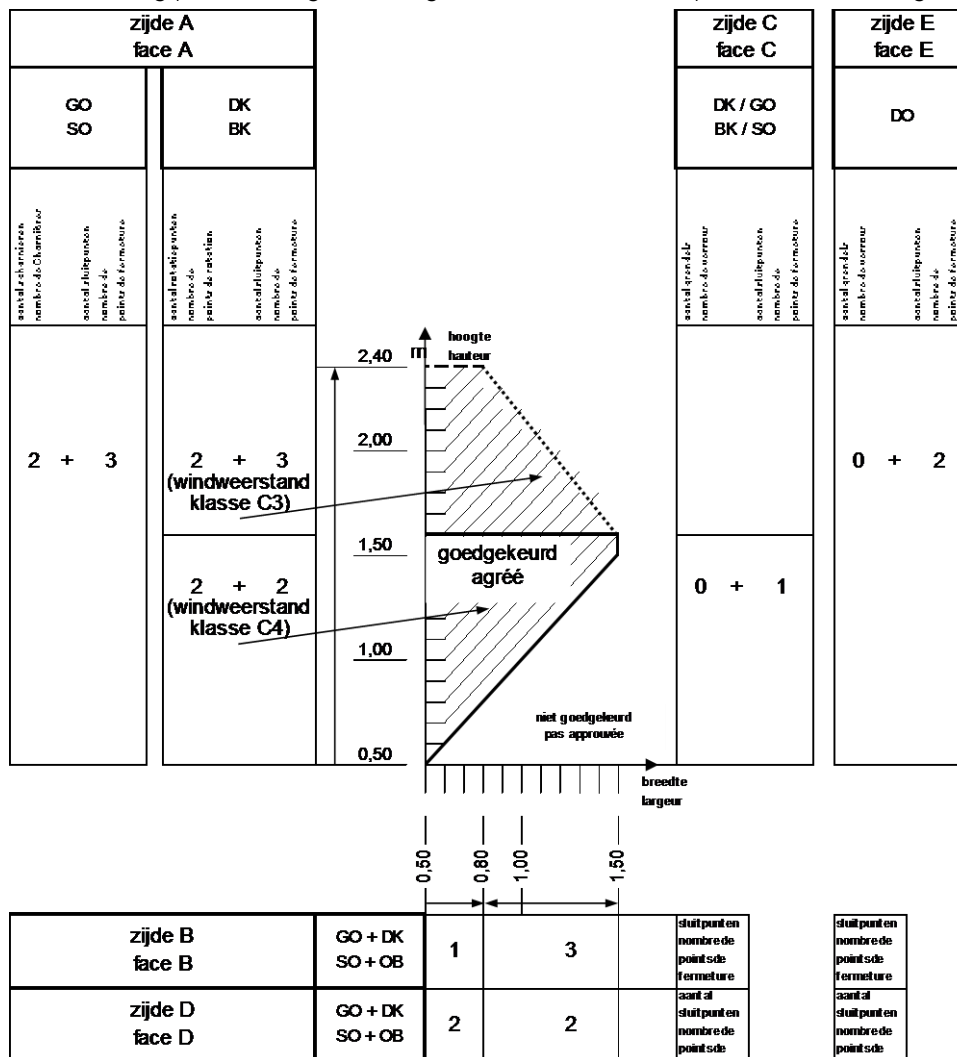 zijde A
face A
zijde C
face C
zijde E
face E
GO
SO
DK
BK
DK / GO
BK / SO
DO
aantal scharnieren
nombre de Charnières
aantal sluitpunten
nombre de
points de fermeture
aantal rotatiepunten
nombre de
points de rotation
aantal sluitpunten
nombre de
points de fermeture
aantal grendels
nombre de verrour
aantal sluitpunten
nombre de
points de fermeture
aantal grendels
nombre de verrour
aantal sluitpunten
nombre de
points de fermeture
m
hoogte
hauteur
2,40
2,00
1,50
1,00
0,50
2 + 3
2 + 3
(windweerstand
klasse C3)
0 + 2
2 + 2
(windweerstand
klasse C4)
goedgekeurd
agréé
0 + 1
niet goedgekeurd
pas approuvée
breedte
largeur
0,50
0,80
1,00
1,50
zijde B
face B
GO + DK
SO + OB
1
3
sluitpunten
nombre de
points de
fermeture
sluitpunten
nombre de
points de
fermeture
zijde D
face D
GO + DK
SO + OB
2
2
aantal
sluitpunten
nombre de
points de
aantal
sluitpunten
nombre de
points de